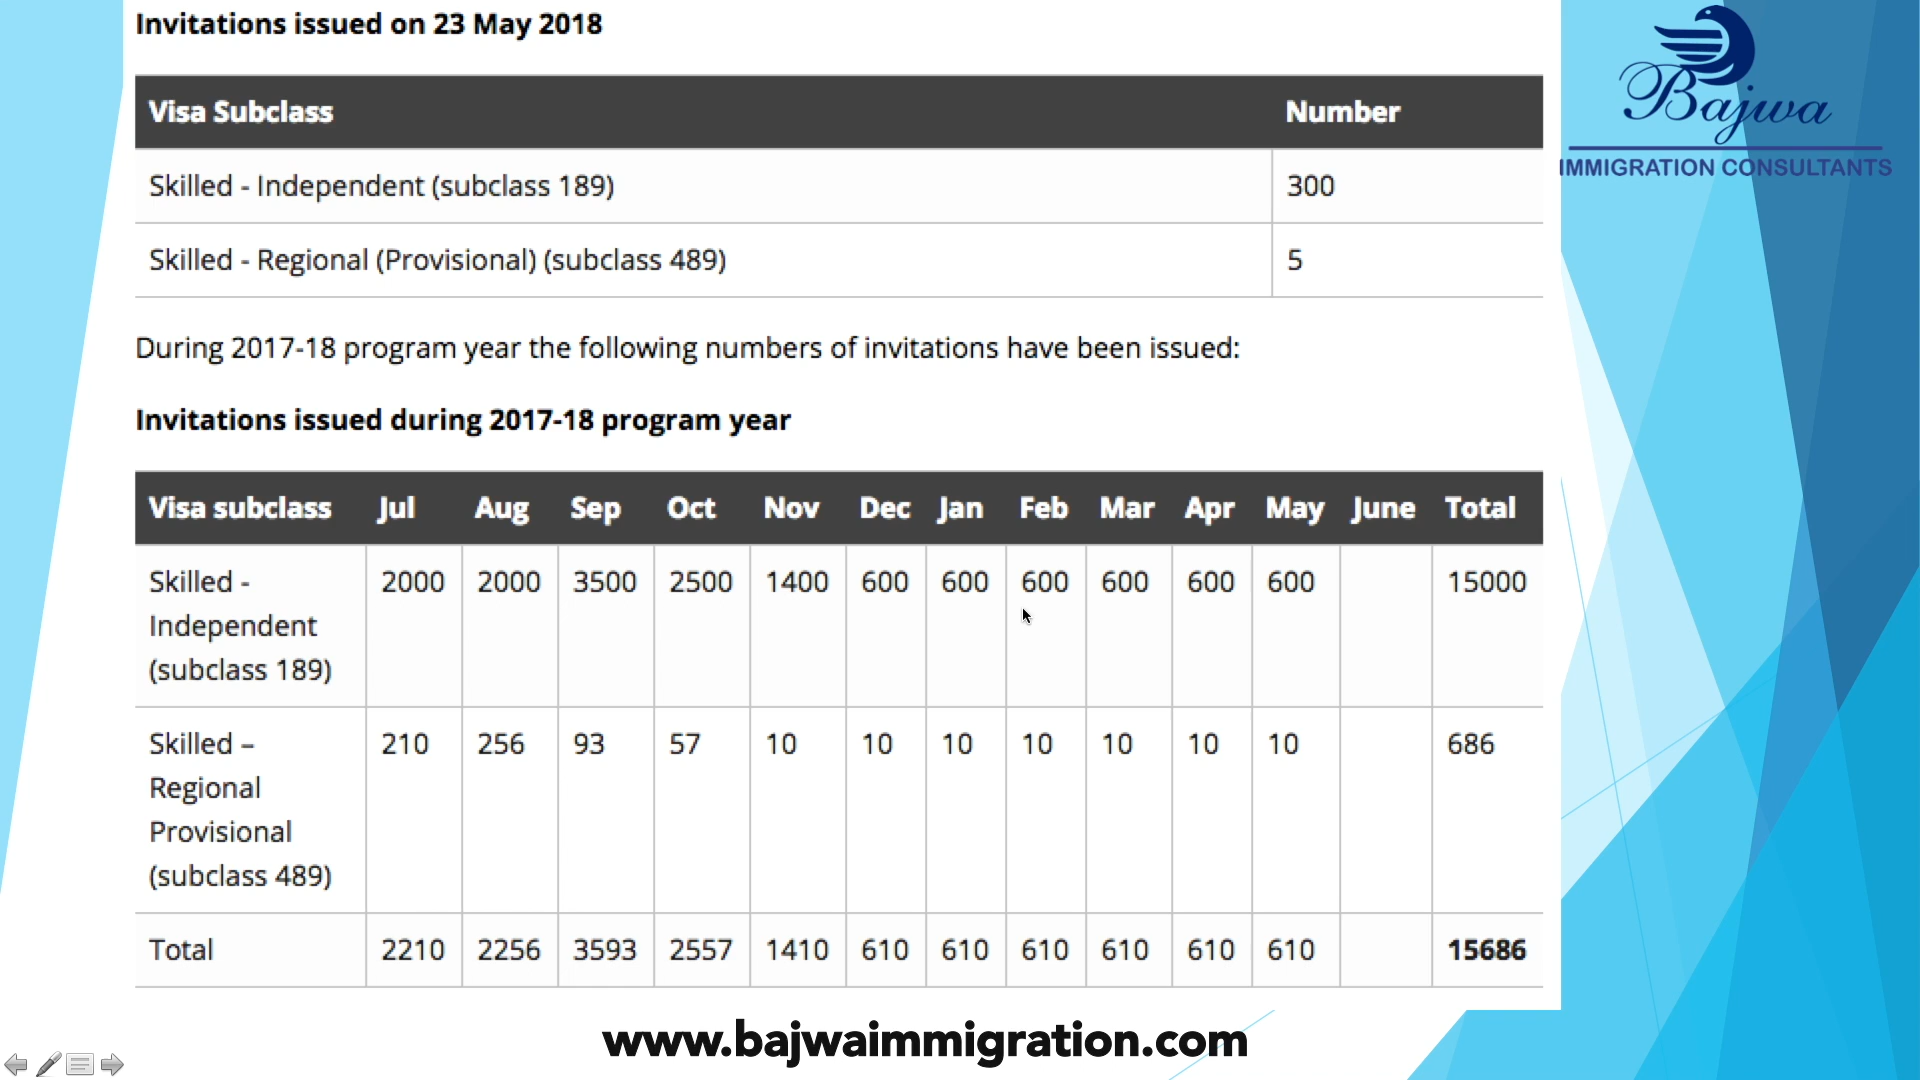 Invitations issued on 23 May 2018
Visa Subclass Number
Skilled - Independent (subclass 189) 300
Skilled - Regional (Provisional) (subclass 489) 5
During 2017-18 program year the following numbers of invitations have been issued:
Invitations issued during 2017-18 program year
Visa subclass Jul Aug Sep Oct Nov Dec Jan Feb Mar Apr May June Total
Skilled - 2000 2000 3500 2500 1400 600 600 600 600 600 600 15000
Independent
(subclass 189)
Skilled – 210 256 93 57 10 10 10 10 10 10 10 686
Regional
Provisional
(subclass 489)
Total 2210 2256 3593 2557 1410 610 610 610 610 610 610 15686
Bajwa
IMMIGRATION CONSULTANTS
www.bajwaimmigration.com